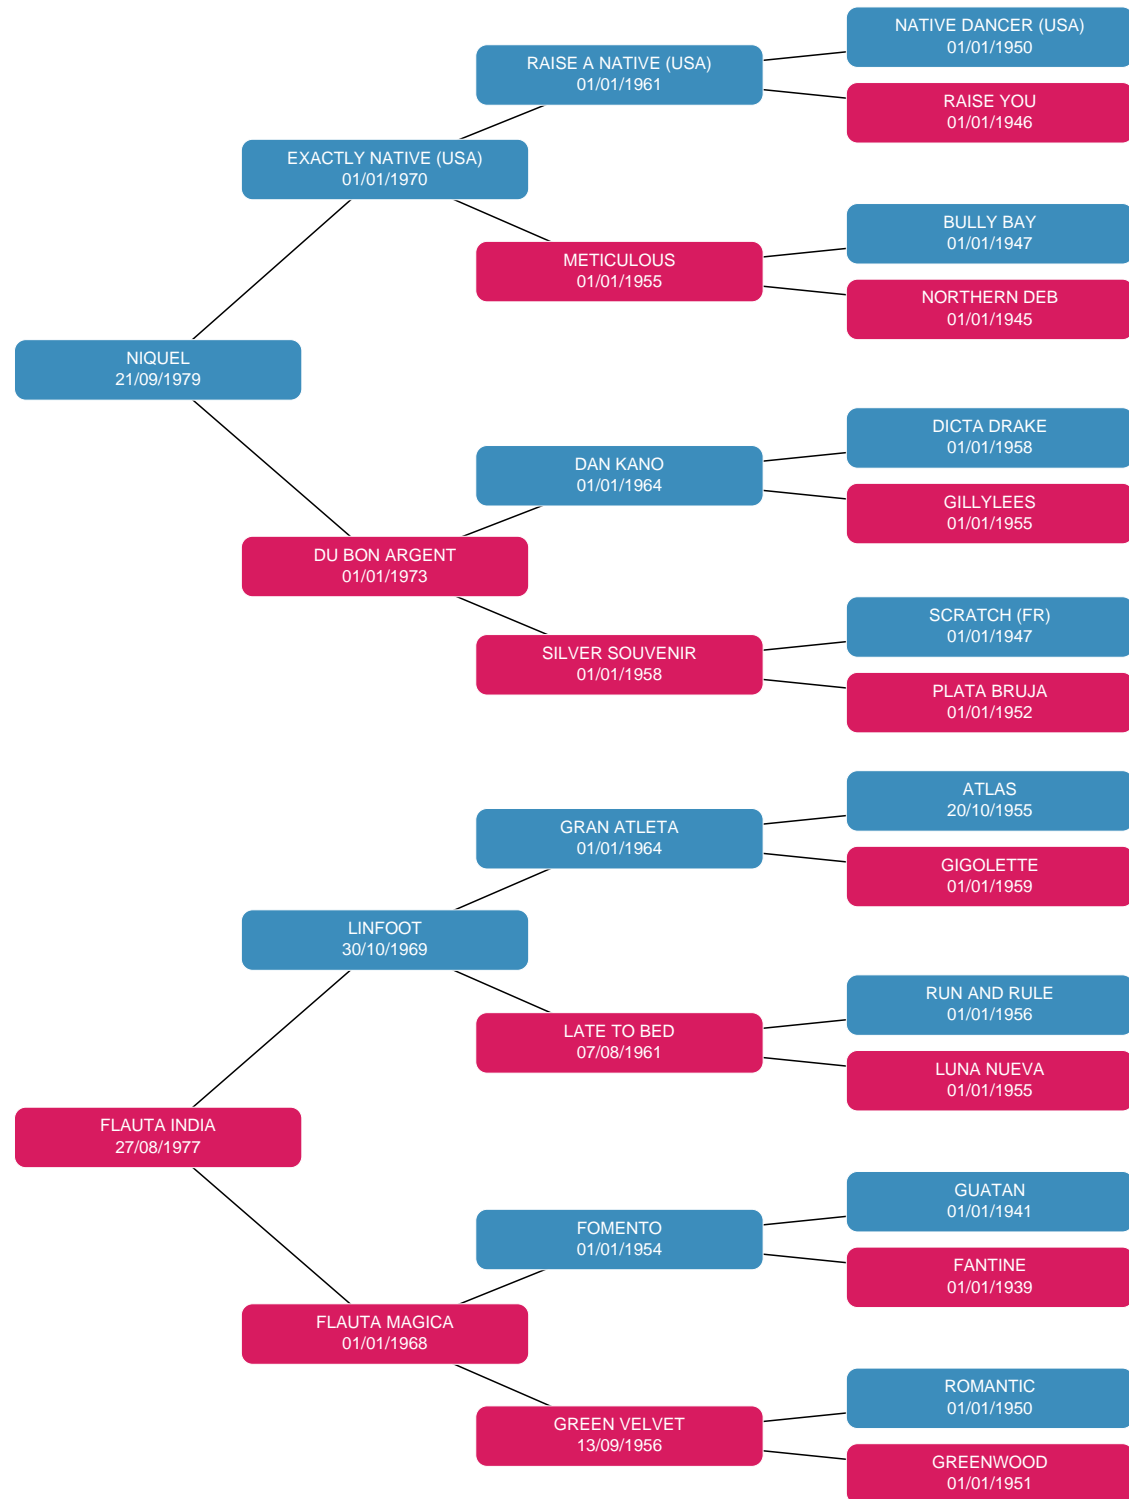 NATIVE DANCER (USA)
01/01/1950
RAISE A NATIVE (USA)
01/01/1961
RAISE YOU
01/01/1946
EXACTLY NATIVE (USA)
01/01/1970
BULLY BAY
01/01/1947
METICULOUS
01/01/1955
NORTHERN DEB
01/01/1945
NIQUEL
21/09/1979
DICTA DRAKE
01/01/1958
DAN KANO
01/01/1964
GILLYLEES
01/01/1955
DU BON ARGENT
01/01/1973
SCRATCH (FR)
01/01/1947
SILVER SOUVENIR
01/01/1958
PLATA BRUJA
01/01/1952
ATLAS
20/10/1955
GRAN ATLETA
01/01/1964
GIGOLETTE
01/01/1959
LINFOOT
30/10/1969
RUN AND RULE
01/01/1956
LATE TO BED
07/08/1961
LUNA NUEVA
01/01/1955
FLAUTA INDIA
27/08/1977
GUATAN
01/01/1941
FOMENTO
01/01/1954
FANTINE
01/01/1939
FLAUTA MAGICA
01/01/1968
ROMANTIC
01/01/1950
GREEN VELVET
13/09/1956
GREENWOOD
01/01/1951